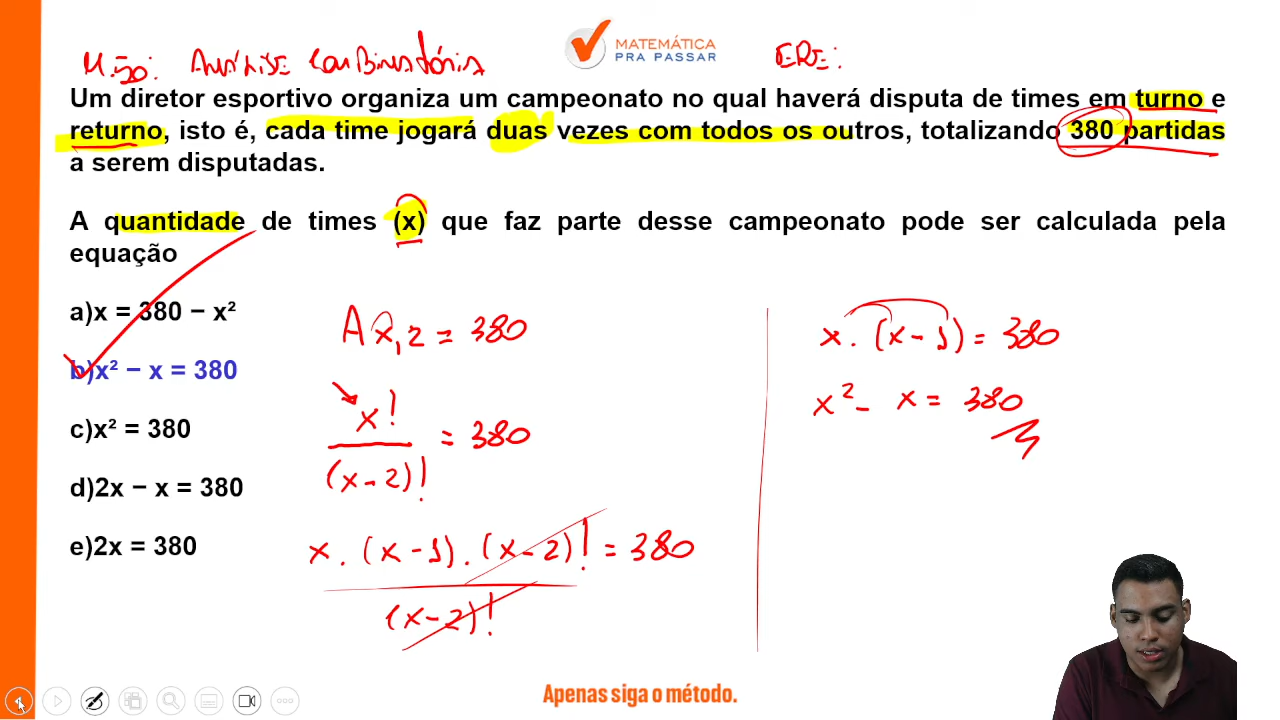 MATEMÁTICA
PRA PASSAR
M.50: Análise Combinatória
Um diretor esportivo organiza um campeonato no qual haverá disputa de times em turno e
returno, isto é, cada time jogará duas vezes com todos os outros, totalizando 380 partidas
a serem disputadas.
A quantidade de times (x) que faz parte desse campeonato pode ser calculada pela
equação
a)x = 380 − x²
b)x² − x = 380
c)x² = 380
d)2x − x = 380
e)2x = 380
A x,2 = 380
x!
(x-2)!
= 380
x.(x-1).(x-2)! = 380
(x-2)!
x.(x-1) = 380
x² - x = 380
Apenas siga o método.